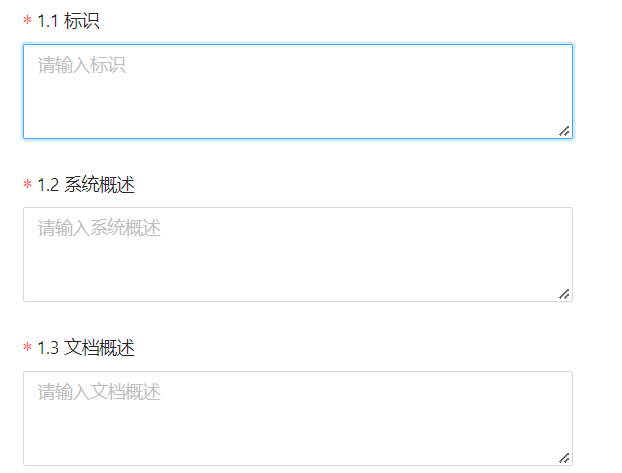 * 1.1 标识
请输入标识
* 1.2 系统概述
请输入系统概述
* 1.3 文档概述
请输入文档概述